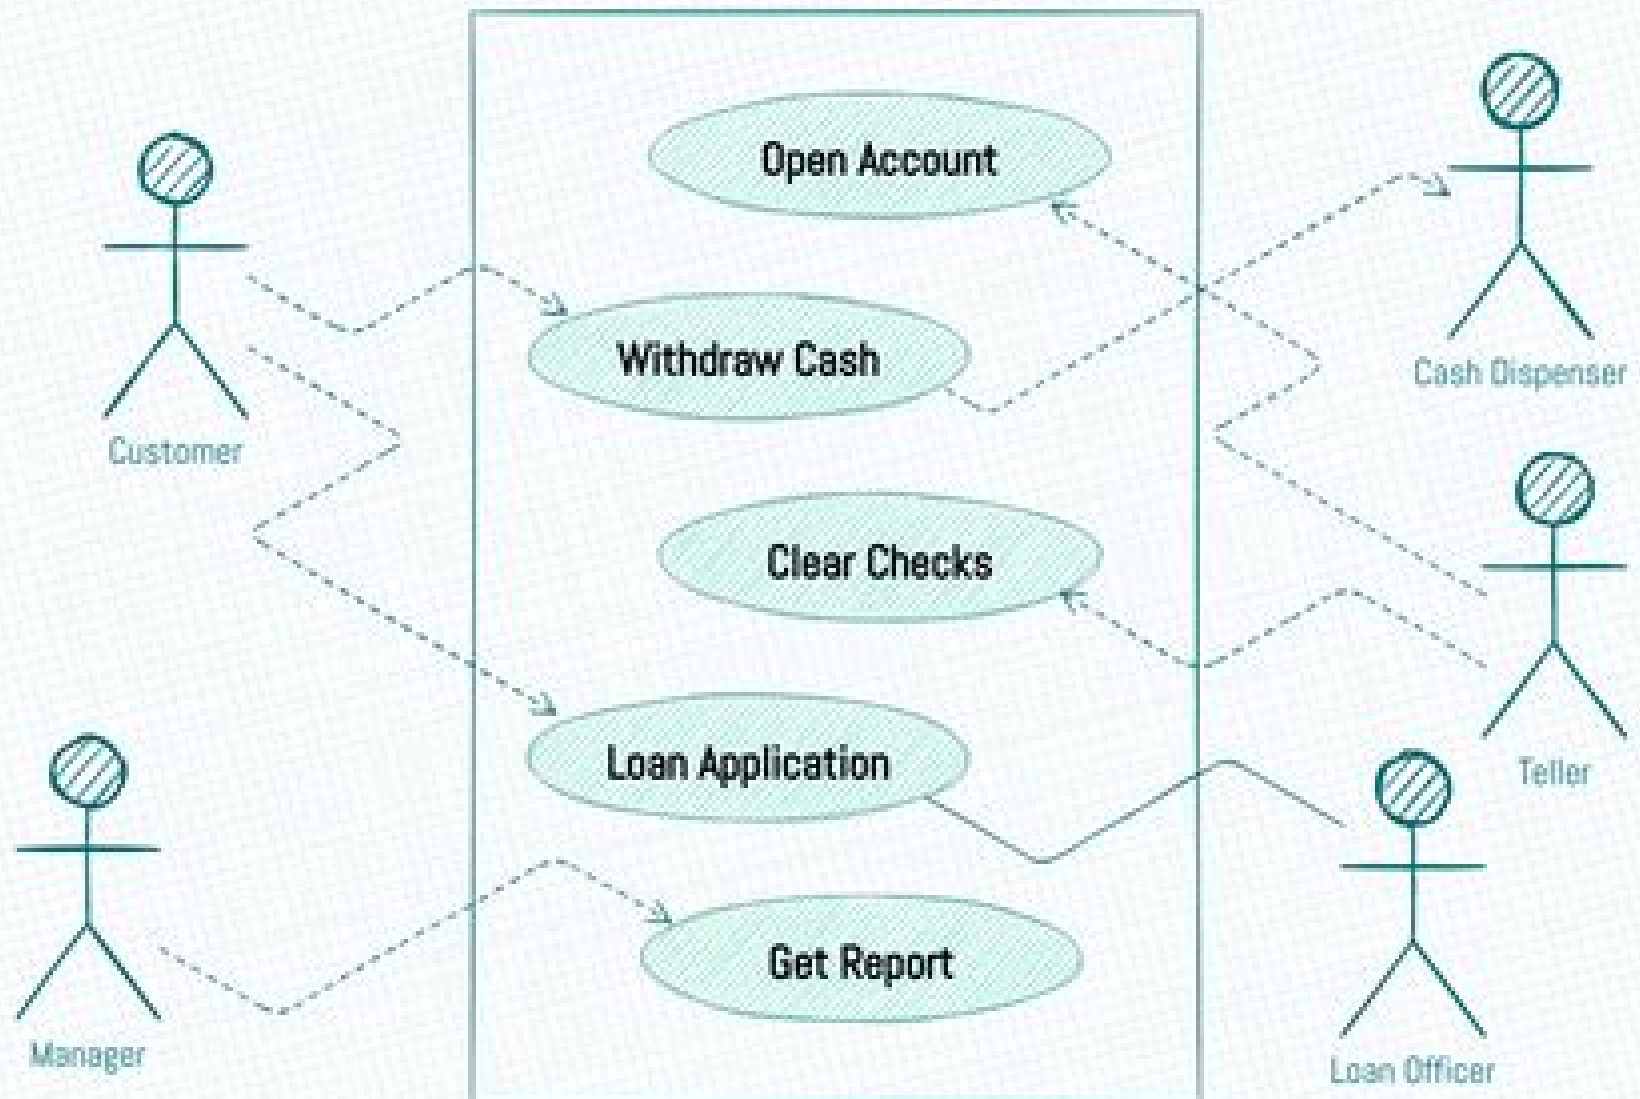 Open Account
Cash Dispenser
Withdraw Cash
Customer
Clear Checks
Teller
Loan Application
Get Report
Manager
Loan Officer